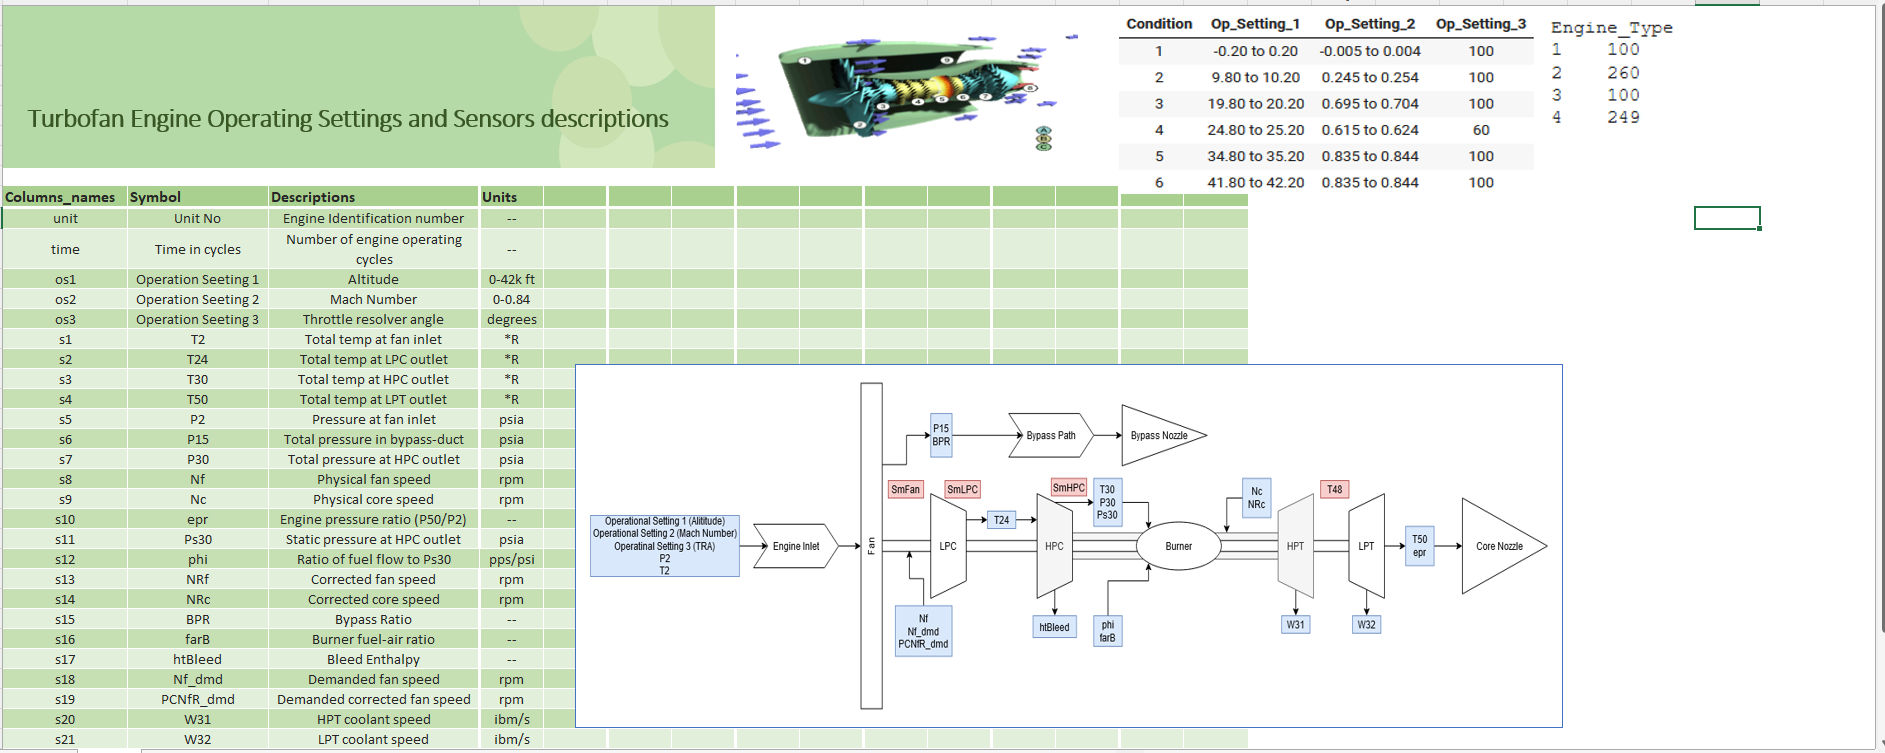 Turbofan Engine Operating Settings and Sensors descriptions
1
9
3
4
5
6
7
8
2
A
B
C
Condition Op_Setting_1 Op_Setting_2 Op_Setting_3
1 -0.20 to 0.20 -0.005 to 0.004 100
2 9.80 to 10.20 0.245 to 0.254 100
3 19.80 to 20.20 0.695 to 0.704 100
4 24.80 to 25.20 0.615 to 0.624 60
5 34.80 to 35.20 0.835 to 0.844 100
6 41.80 to 42.20 0.835 to 0.844 100
Engine_Type
1 100
2 260
3 100
4 249
Columns_names Symbol Descriptions Units
unit Unit No Engine Identification number --
time Time in cycles Number of engine operating
cycles --
os1 Operation Seeting 1 Altitude 0-42k ft
os2 Operation Seeting 2 Mach Number 0-0.84
os3 Operation Seeting 3 Throttle resolver angle degrees
s1 T2 Total temp at fan inlet *R
s2 T24 Total temp at LPC outlet *R
s3 T30 Total temp at HPC outlet *R
s4 T50 Total temp at LPT outlet *R
s5 P2 Pressure at fan inlet psia
s6 P15 Total pressure in bypass-duct psia
s7 P30 Total pressure at HPC outlet psia
s8 Nf Physical fan speed rpm
s9 Nc Physical core speed rpm
s10 epr Engine pressure ratio (P50/P2) --
s11 Ps30 Static pressure at HPC outlet psia
s12 phi Ratio of fuel flow to Ps30 pps/psi
s13 NRf Corrected fan speed rpm
s14 NRc Corrected core speed rpm
s15 BPR Bypass Ratio --
s16 farB Burner fuel-air ratio --
s17 htBleed Bleed Enthalpy --
s18 Nf_dmd Demanded fan speed rpm
s19 PCNfR_dmd Demanded corrected fan speed rpm
s20 W31 HPT coolant speed ibm/s
s21 W32 LPT coolant speed ibm/s
Operational Setting 1 (Alititude)
Operational Setting 2 (Mach Number)
Operatinal Setting 3 (TRA)
P2
T2
Engine Inlet
Fan
P15
BPR
Bypass Path
Bypass Nozzle
SmFan
SmLPC
SmHPC
T30
P30
Ps30
Nc
NRc
T48
T24
LPC
HPC
Burner
HPT
LPT
T50
epr
Core Nozzle
Nf
Nf_dmd
PCNfR_dmd
htBleed
phi
farB
W31
W32